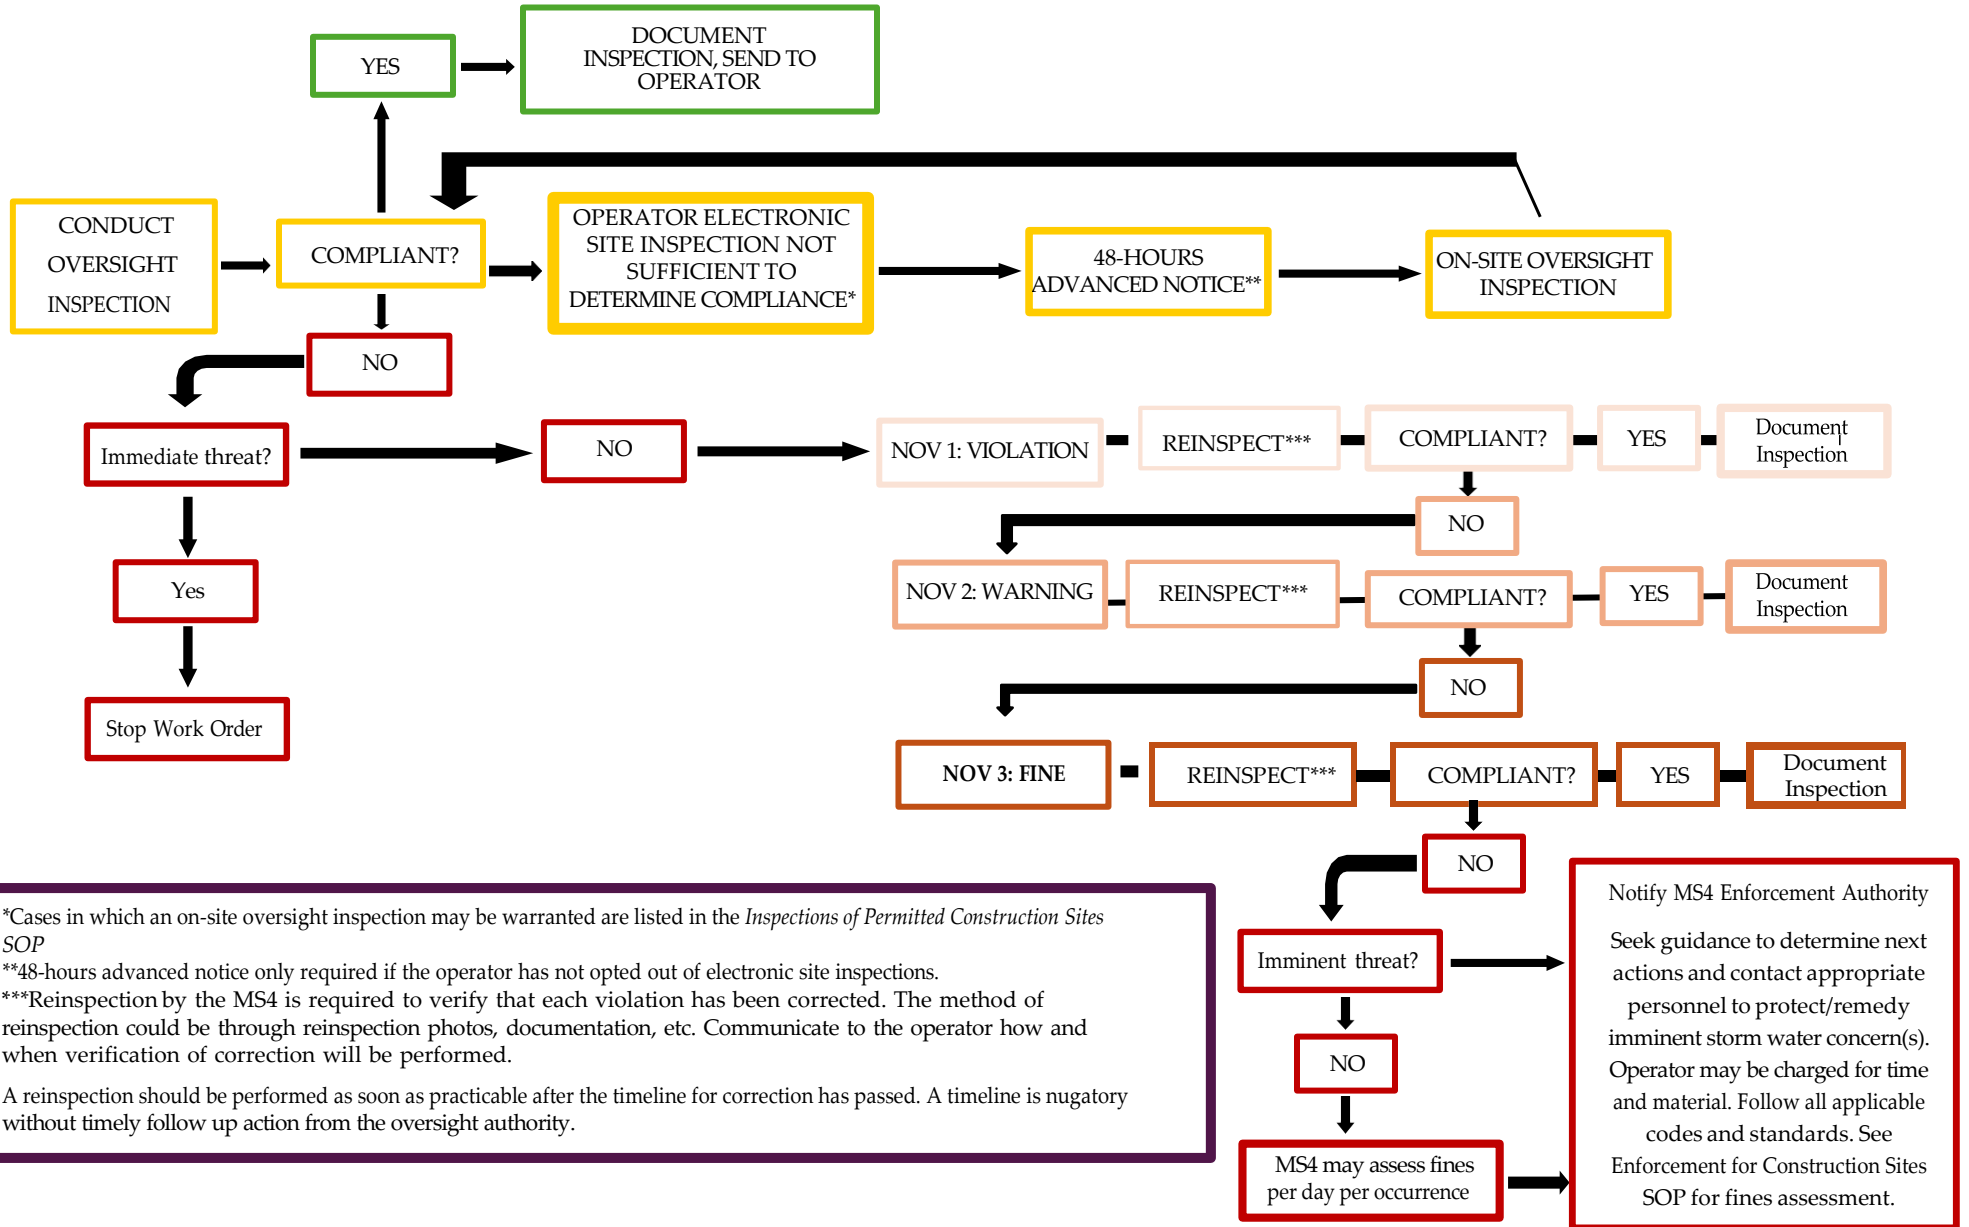 YES
DOCUMENT
INSPECTION, SEND TO
OPERATOR
CONDUCT
OVERSIGHT
INSPECTION
COMPLIANT?
OPERATOR ELECTRONIC
SITE INSPECTION NOT
SUFFICIENT TO
DETERMINE COMPLIANCE*
48-HOURS
ADVANCED NOTICE**
ON-SITE OVERSIGHT
INSPECTION
NO
Immediate threat?
NO
NOV 1: VIOLATION
REINSPECT***
COMPLIANT?
YES
Document
Inspection
NO
Yes
NOV 2: WARNING
REINSPECT***
COMPLIANT?
YES
Document
Inspection
NO
Stop Work Order
NOV 3: FINE
REINSPECT***
COMPLIANT?
YES
Document
Inspection
NO
Imminent threat?
NO
MS4 may assess fines
per day per occurrence
Notify MS4 Enforcement Authority
Seek guidance to determine next
actions and contact appropriate
personnel to protect/remedy
imminent storm water concern(s).
Operator may be charged for time
and material. Follow all applicable
codes and standards. See
Enforcement for Construction Sites
SOP for fines assessment.
*Cases in which an on-site oversight inspection may be warranted are listed in the Inspections of Permitted Construction Sites
SOP
**48-hours advanced notice only required if the operator has not opted out of electronic site inspections.
***Reinspection by the MS4 is required to verify that each violation has been corrected. The method of
reinspection could be through reinspection photos, documentation, etc. Communicate to the operator how and
when verification of correction will be performed.
A reinspection should be performed as soon as practicable after the timeline for correction has passed. A timeline is nugatory
without timely follow up action from the oversight authority.